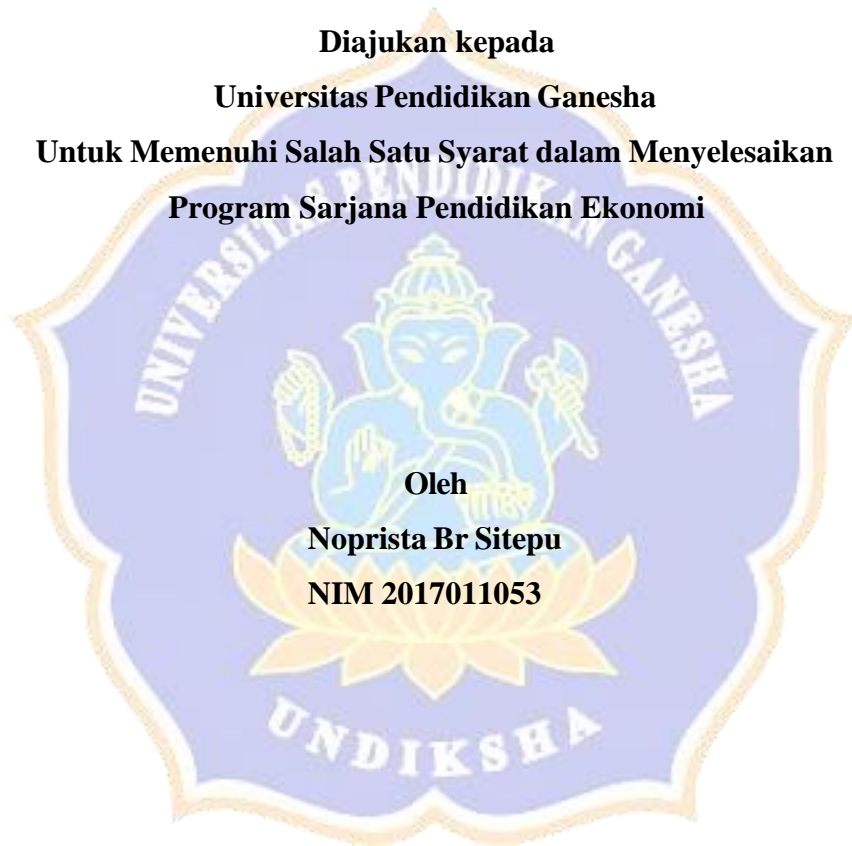 Diajukan kepada
Universitas Pendidikan Ganesha
Untuk Memenuhi Salah Satu Syarat dalam Menyelesaikan
Program Sarjana Pendidikan Ekonomi
UNIVERSITAS PENDIDIKAN GANESHA
Oleh
Noprista Br Sitepu
NIM 2017011053
UNDIKSHA